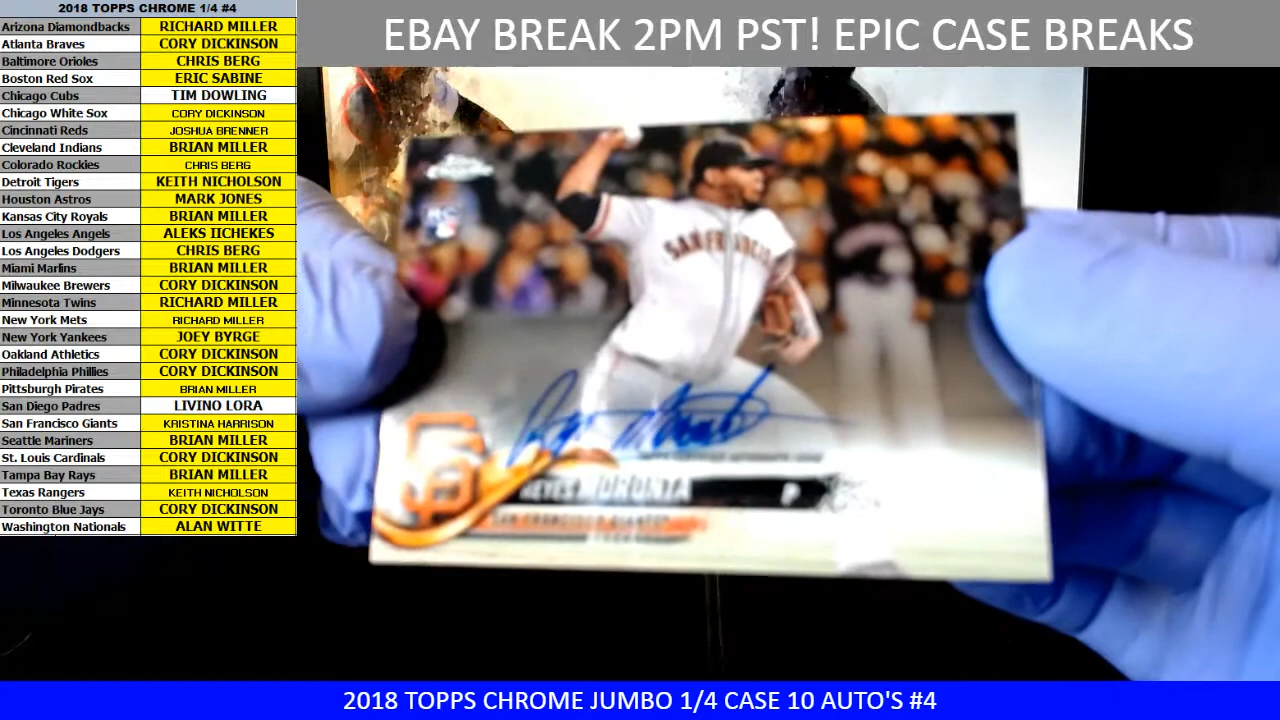 2018 TOPPS CHROME 1/4 #4
Arizona Diamondbacks RICHARD MILLER
Atlanta Braves CORY DICKINSON
Baltimore Orioles CHRIS BERG
Boston Red Sox ERIC SABINE
Chicago Cubs TIM DOWLING
Chicago White Sox CORY DICKINSON
Cincinnati Reds JOSHUA BRENNER
Cleveland Indians BRIAN MILLER
Colorado Rockies CHRIS BERG
Detroit Tigers KEITH NICHOLSON
Houston Astros MARK JONES
Kansas City Royals BRIAN MILLER
Los Angeles Angels ALEKS IICHEKES
Los Angeles Dodgers CHRIS BERG
Miami Marlins BRIAN MILLER
Milwaukee Brewers CORY DICKINSON
Minnesota Twins RICHARD MILLER
New York Mets RICHARD MILLER
New York Yankees JOEY BYRGE
Oakland Athletics CORY DICKINSON
Philadelphia Phillies CORY DICKINSON
Pittsburgh Pirates BRIAN MILLER
San Diego Padres LIVINO LORA
San Francisco Giants KRISTINA HARRISON
Seattle Mariners BRIAN MILLER
St. Louis Cardinals CORY DICKINSON
Tampa Bay Rays BRIAN MILLER
Texas Rangers KEITH NICHOLSON
Toronto Blue Jays CORY DICKINSON
Washington Nationals ALAN WITTE
EBAY BREAK 2PM PST! EPIC CASE BREAKS
SF
REYES MORONTA P
SAN FRANCISCO GIANTS
2018 TOPPS CHROME JUMBO 1/4 CASE 10 AUTO'S #4